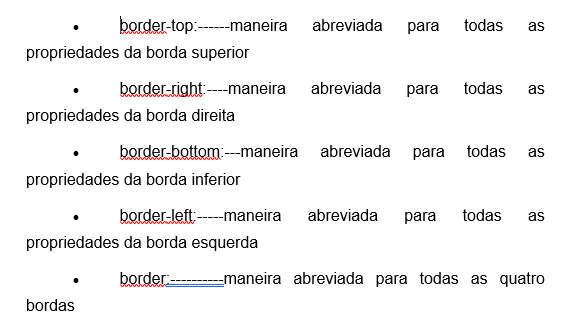 • border-top:------maneira abreviada para todas as
propriedades da borda superior
• border-right:----maneira abreviada para todas as
propriedades da borda direita
• border-bottom:---maneira abreviada para todas as
propriedades da borda inferior
• border-left:-----maneira abreviada para todas as
propriedades da borda esquerda
• border:----------maneira abreviada para todas as quatro
bordas